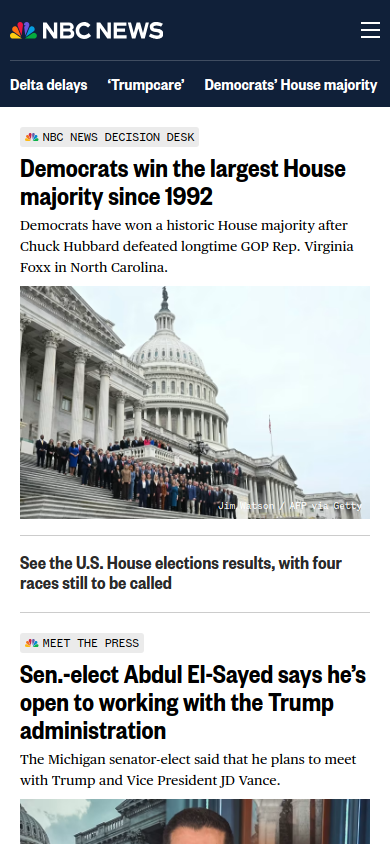 NBC NEWS
Delta delays ‘Trumpcare’ Democrats’ House majority
NBC NEWS DECISION DESK
Democrats win the largest House
majority since 1992
Democrats have won a historic House majority after
Chuck Hubbard defeated longtime GOP Rep. Virginia
Foxx in North Carolina.
Jim Watson / AFP via Getty
See the U.S. House elections results, with four
races still to be called
MEET THE PRESS
Sen.-elect Abdul El-Sayed says he’s
open to working with the Trump
administration
The Michigan senator-elect said that he plans to meet
with Trump and Vice President JD Vance.